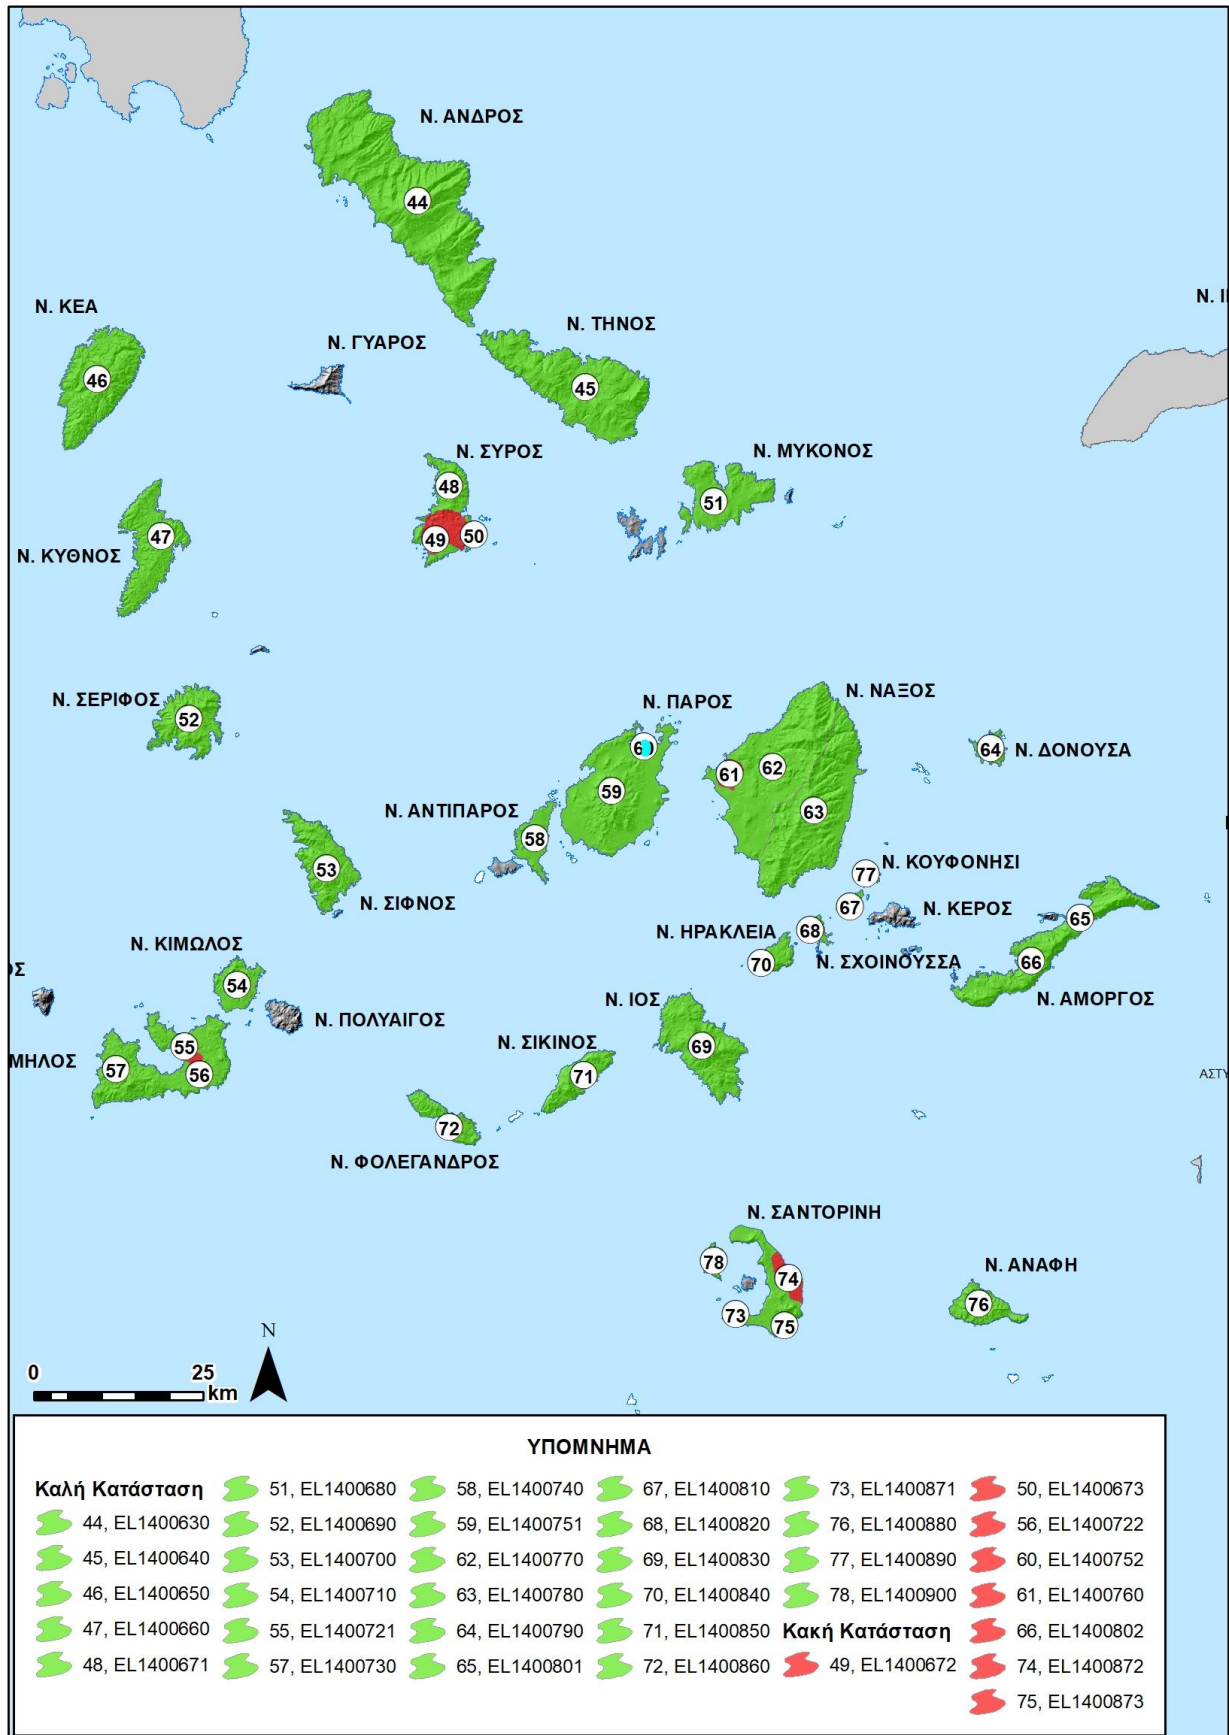 Ν. ΑΝΔΡΟΣ
44
Ν. ΚΕΑ
Ν. ΤΗΝΟΣ
Ν. ΓΥΑΡΟΣ
46
45
Ν. ΣΥΡΟΣ
Ν. ΜΥΚΟΝΟΣ
48
51
47
49
50
Ν. ΚΥΘΝΟΣ
Ν. ΣΕΡΙΦΟΣ
52
Ν. ΠΑΡΟΣ
Ν. ΝΑΞΟΣ
64
Ν. ΔΟΝΟΥΣΑ
61
62
59
63
Ν. ΑΝΤΙΠΑΡΟΣ
58
53
Ν. ΣΙΦΝΟΣ
77
Ν. ΚΟΥΦΟΝΗΣΙ
67
Ν. ΚΕΡΟΣ
65
68
Ν. ΗΡΑΚΛΕΙΑ
70
Ν. ΣΧΟΙΝΟΥΣΣΑ
66
Ν. ΑΜΟΡΓΟΣ
Ν. ΚΙΜΩΛΟΣ
54
Ν. ΠΟΛΥΑΙΓΟΣ
Ν. ΙΟΣ
69
Ν. ΣΙΚΙΝΟΣ
71
55
ΜΗΛΟΣ
57
56
ΑΣΤΥ
72
Ν. ΦΟΛΕΓΑΝΔΡΟΣ
Ν. ΣΑΝΤΟΡΙΝΗ
78
74
73
75
Ν. ΑΝΑΦΗ
76
N
0 25
km
ΥΠΟΜΝΗΜΑ
Καλή Κατάσταση
44, EL1400630
45, EL1400640
46, EL1400650
47, EL1400660
48, EL1400671
51, EL1400680
52, EL1400690
53, EL1400700
54, EL1400710
55, EL1400721
57, EL1400730
58, EL1400740
59, EL1400751
62, EL1400770
63, EL1400780
64, EL1400790
65, EL1400801
67, EL1400810
68, EL1400820
69, EL1400830
70, EL1400840
71, EL1400850
72, EL1400860
73, EL1400871
76, EL1400880
77, EL1400890
78, EL1400900
Κακή Κατάσταση
49, EL1400672
50, EL1400673
56, EL1400722
60, EL1400752
61, EL1400760
66, EL1400802
74, EL1400872
75, EL1400873